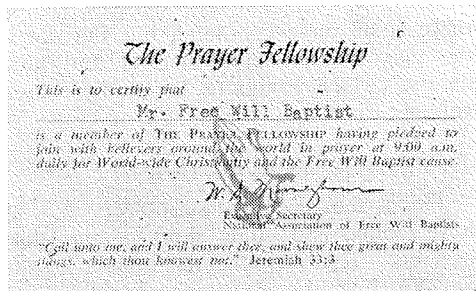 The Prayer Fellowship
This is to certify that
Mr. Free Will Baptist
is a member of THE PRAYER FELLOWSHIP having pledged to
join with believers around the world in prayer at 9:00 a.m.
daily for World-wide Christianity and the Free Will Baptist cause.
Executive Secretary
National Association of Free Will Baptists
"Call unto me, and I will answer thee, and shew thee great and mighty
things, which thou knowest not." Jeremiah 33:3